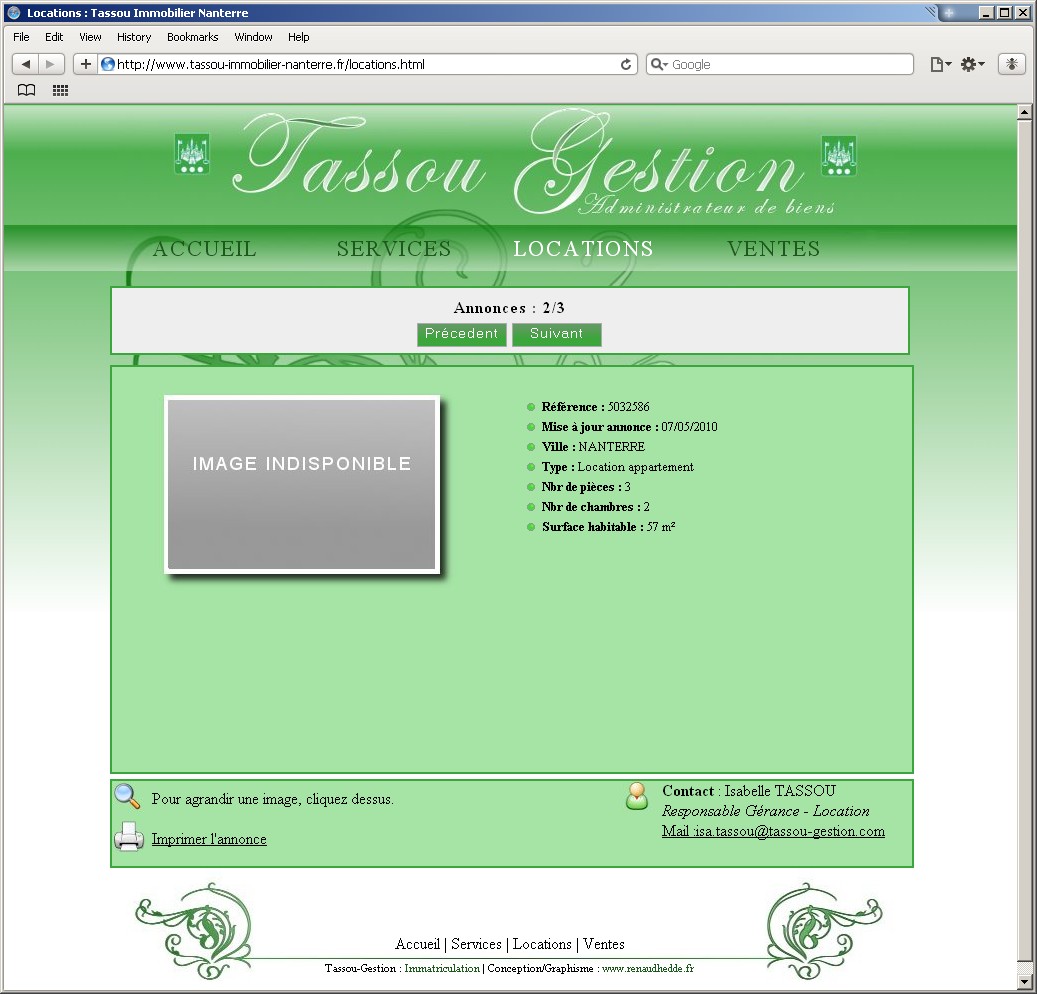 Locations : Tassou Immobilier Nanterre
File Edit View History Bookmarks Window Help
http://www.tassou-immobilier-nanterre.fr/locations.html
Google
Tassou Gestion
Administrateur de biens
ACCUEIL SERVICES LOCATIONS VENTES
Annonces : 2/3
Précedent Suivant
IMAGE INDISPONIBLE
Référence : 5032586
Mise à jour annonce : 07/05/2010
Ville : NANTERRE
Type : Location appartement
Nbr de pièces : 3
Nbr de chambres : 2
Surface habitable : 57 m²
Pour agrandir une image, cliquez dessus.
Imprimer l'annonce
Contact : Isabelle TASSOU
Responsable Gérance - Location
Mail :isa.tassou@tassou-gestion.com
Accueil | Services | Locations | Ventes
Tassou-Gestion : Immatriculation | Conception/Graphisme : www.renaudhedde.fr